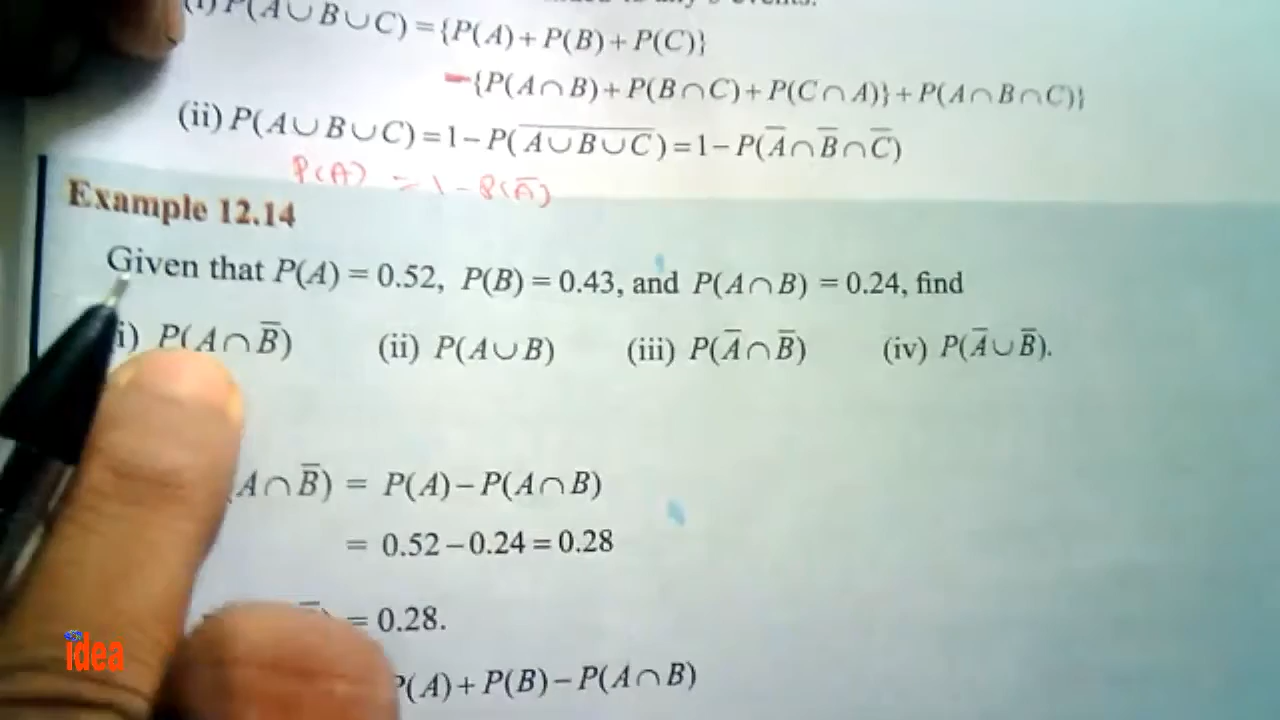 (i) P(A∪B∪C) = {P(A) + P(B) + P(C)}
−{P(A∩B) + P(B∩C) + P(C∩A)} + P(A∩B∩C)}
(ii) P(A∪B∪C) = 1− P(A̅∪̅B̅∪̅C̅) = 1− P(A̅∩B̅∩C̅)
P(A) = 1 − P(A̅)
Example 12.14
Given that P(A) = 0.52, P(B) = 0.43, and P(A∩B) = 0.24, find
i) P(A∩B̅) (ii) P(A∪B) (iii) P(A̅∩B̅) (iv) P(A̅∪B̅).
A∩B̅) = P(A) − P(A∩B)
= 0.52 − 0.24 = 0.28
= 0.28.
P(A) + P(B) − P(A∩B)
idea